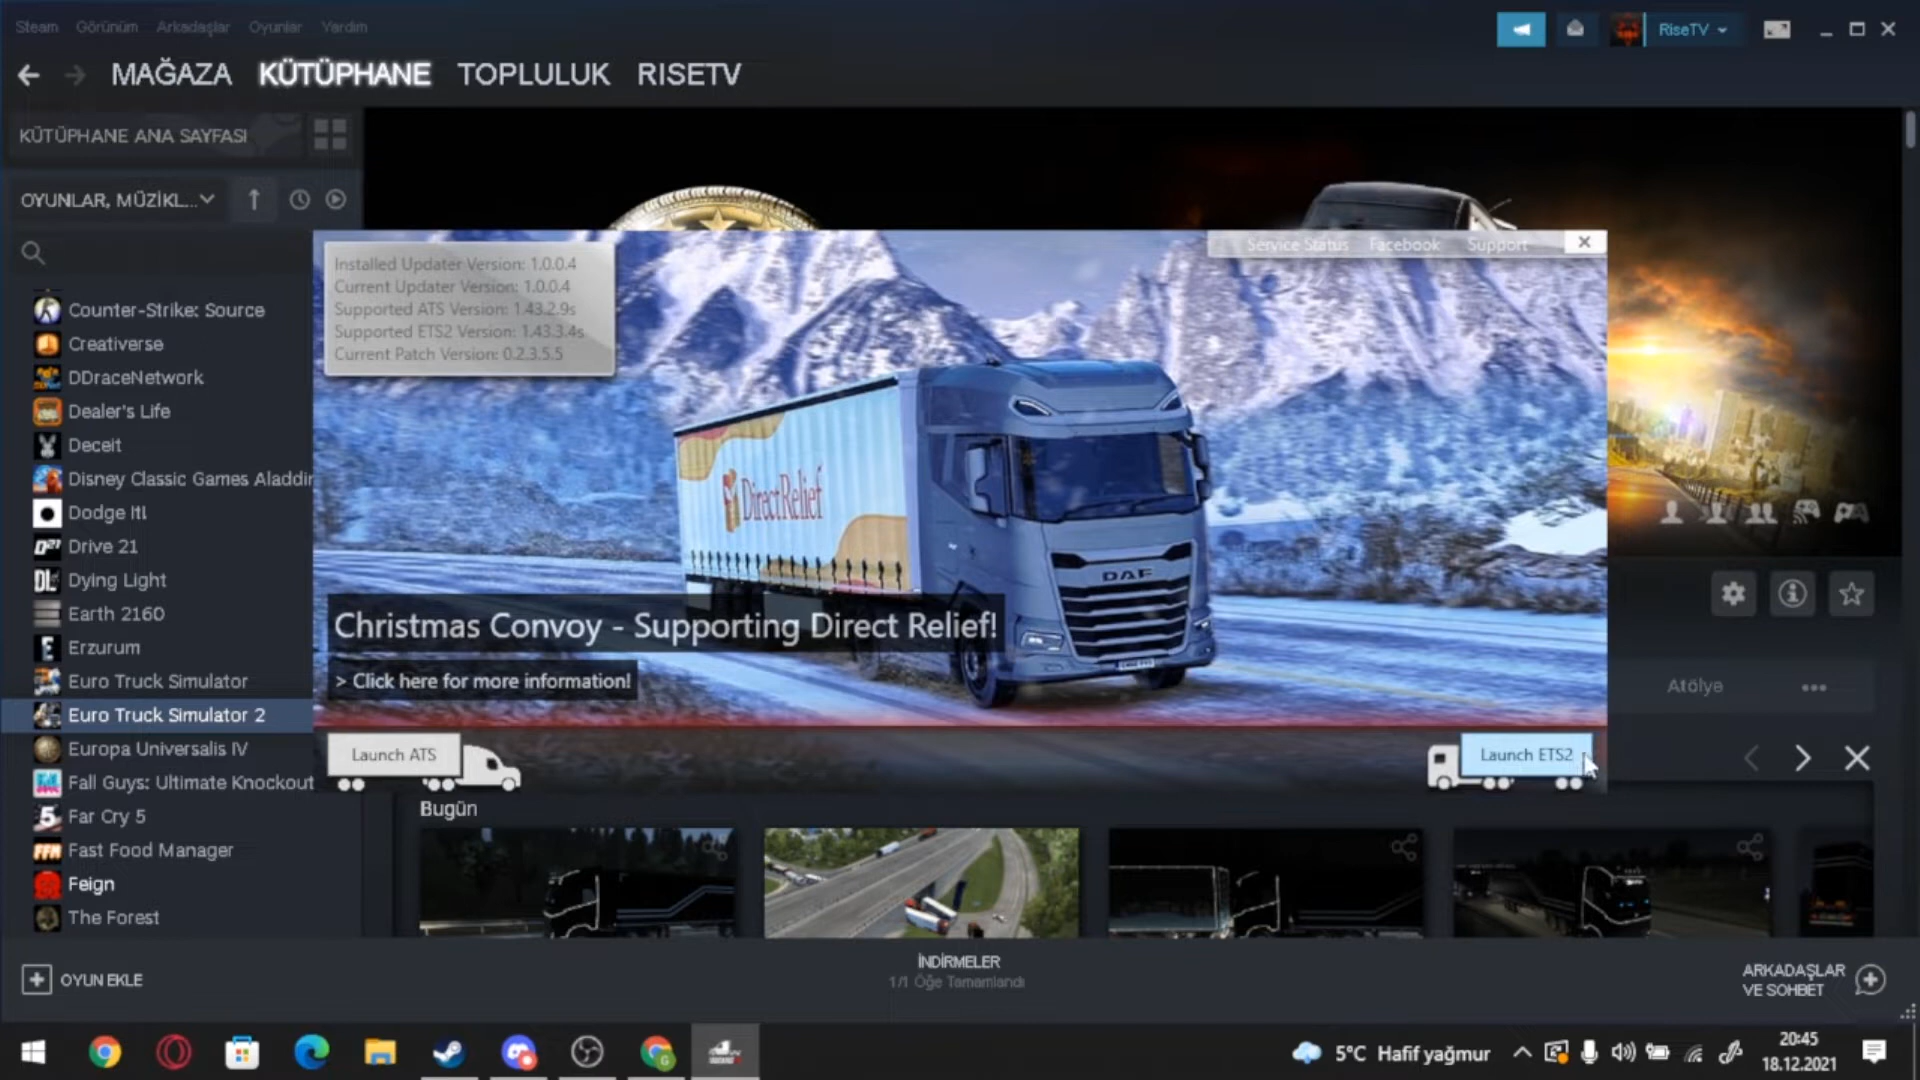 Steam Görünüm Arkadaşlar Oyunlar Yardım
RiseTV
MAĞAZA KÜTÜPHANE TOPLULUK RISETV
KÜTÜPHANE ANA SAYFASI
OYUNLAR, MÜZİKL...
Counter-Strike: Source
Creativerse
DDraceNetwork
Dealer's Life
Deceit
Disney Classic Games Aladdin
Dodge It!
Drive 21
Dying Light
Earth 2160
Erzurum
Euro Truck Simulator
Euro Truck Simulator 2
Europa Universalis IV
Fall Guys: Ultimate Knockout
Far Cry 5
Fast Food Manager
Feign
The Forest
Installed Updater Version: 1.0.0.4
Current Updater Version: 1.0.0.4
Supported ATS Version: 1.43.2.9s
Supported ETS2 Version: 1.43.3.4s
Current Patch Version: 0.2.3.5.5
Service Status Facebook Support
DirectRelief
DAF
Christmas Convoy - Supporting Direct Relief!
> Click here for more information!
Launch ATS
Launch ETS2
Atölye
Bugün
OYUN EKLE
İNDİRMELER
1/1 Öğe Tamamlandı
ARKADAŞLAR
VE SOHBET
5°C Hafif yağmur
20:45
18.12.2021